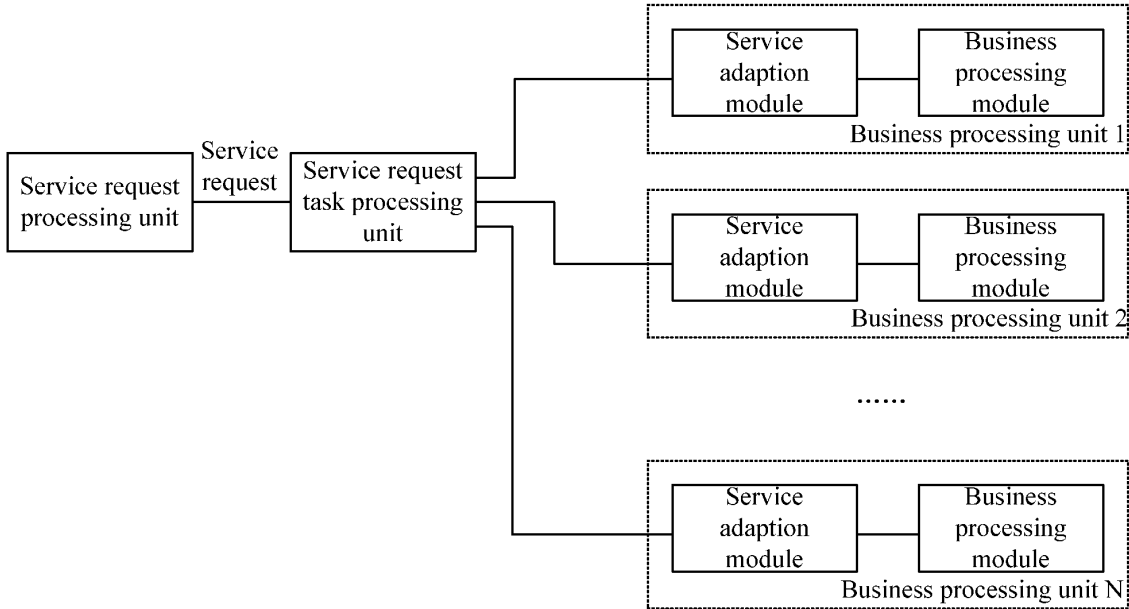 Service request
processing unit
Service
request
Service request
task processing
unit
Service
adaption
module
Business
processing
module
Business processing unit 1
Service
adaption
module
Business
processing
module
Business processing unit 2
......
Service
adaption
module
Business
processing
module
Business processing unit N